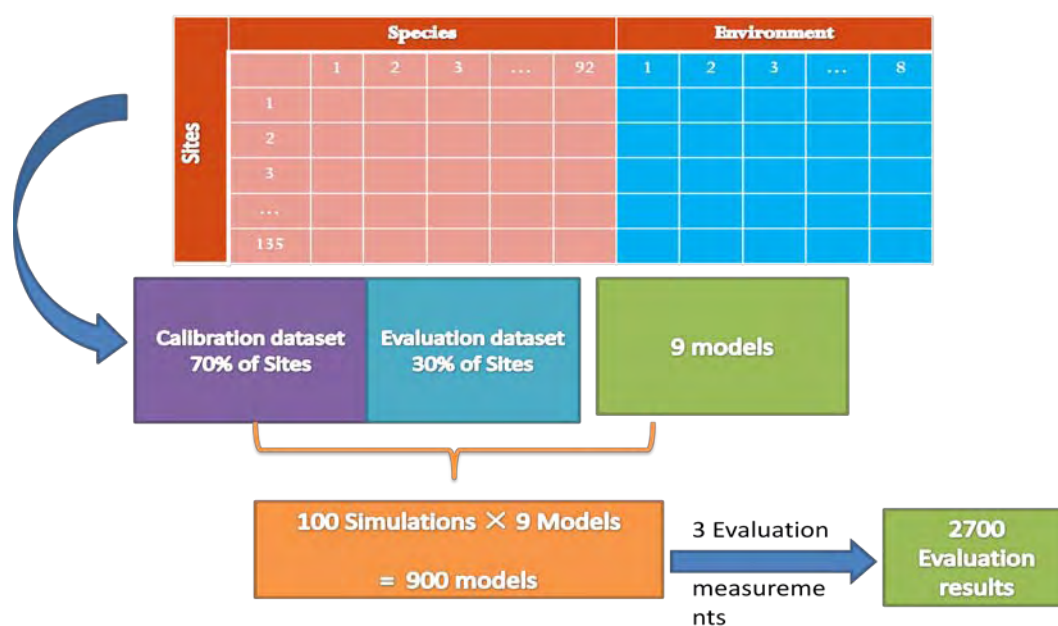 Species Environment
Sites
1 2 3 ... 92 1 2 3 ... 8
1
2
3
...
135
Calibration dataset
70% of Sites
Evaluation dataset
30% of Sites
9 models
100 Simulations × 9 Models
= 900 models
3 Evaluation
measureme
nts
2700
Evaluation
results